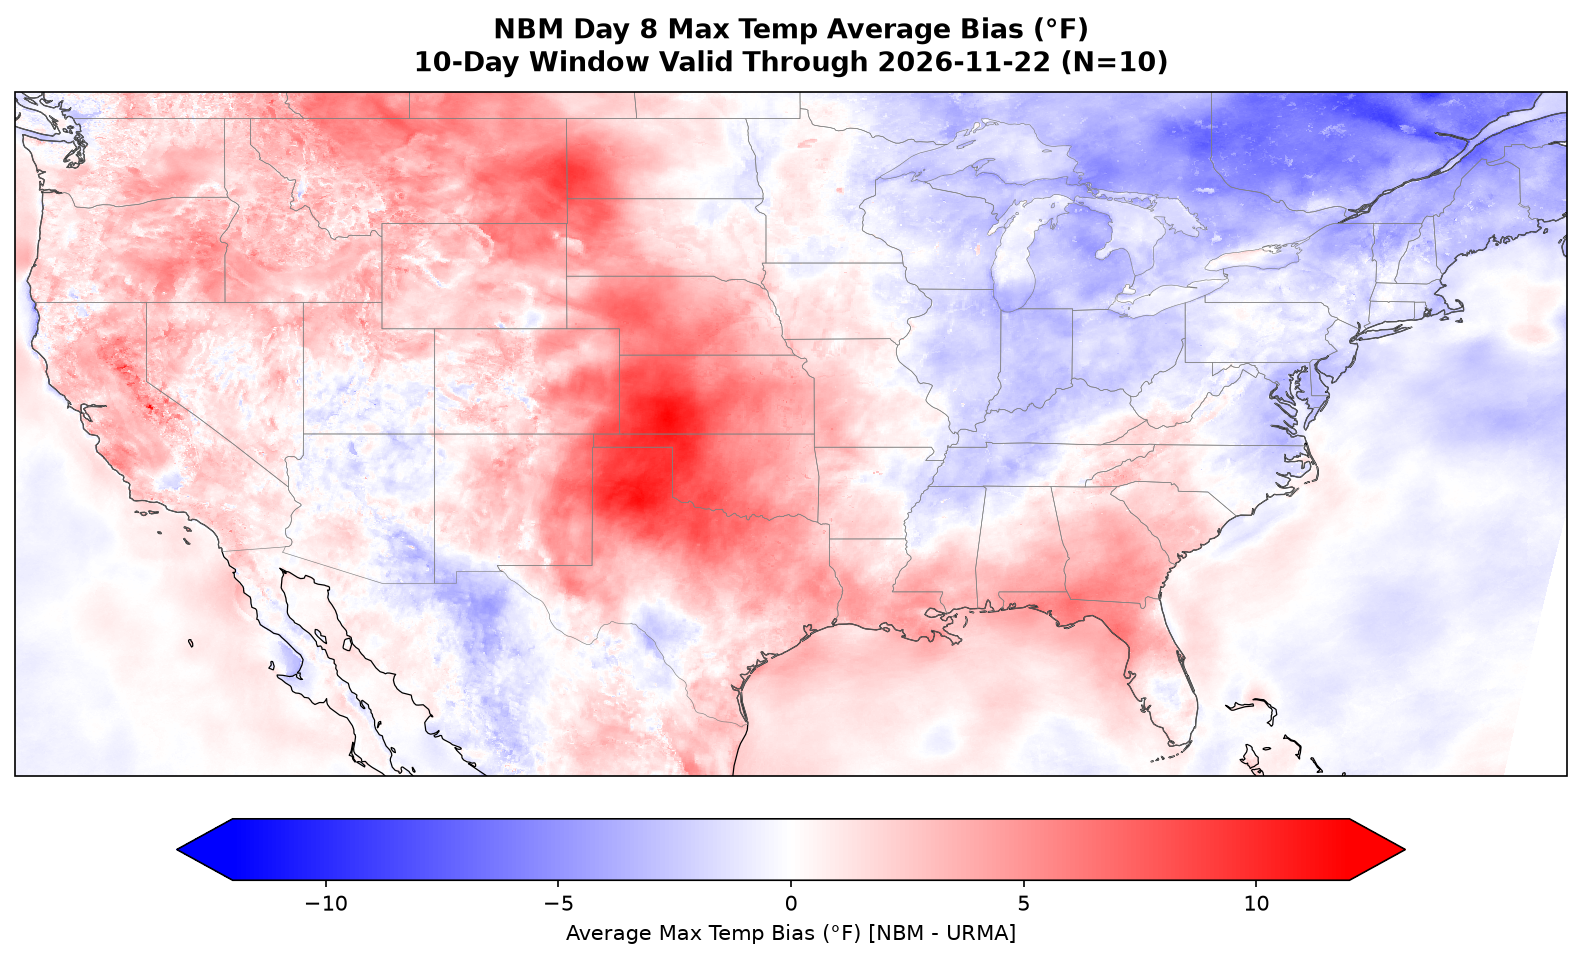 NBM Day 8 Max Temp Average Bias (°F)
10-Day Window Valid Through 2026-11-22 (N=10)
−10 −5 0 5 10
Average Max Temp Bias (°F) [NBM - URMA]